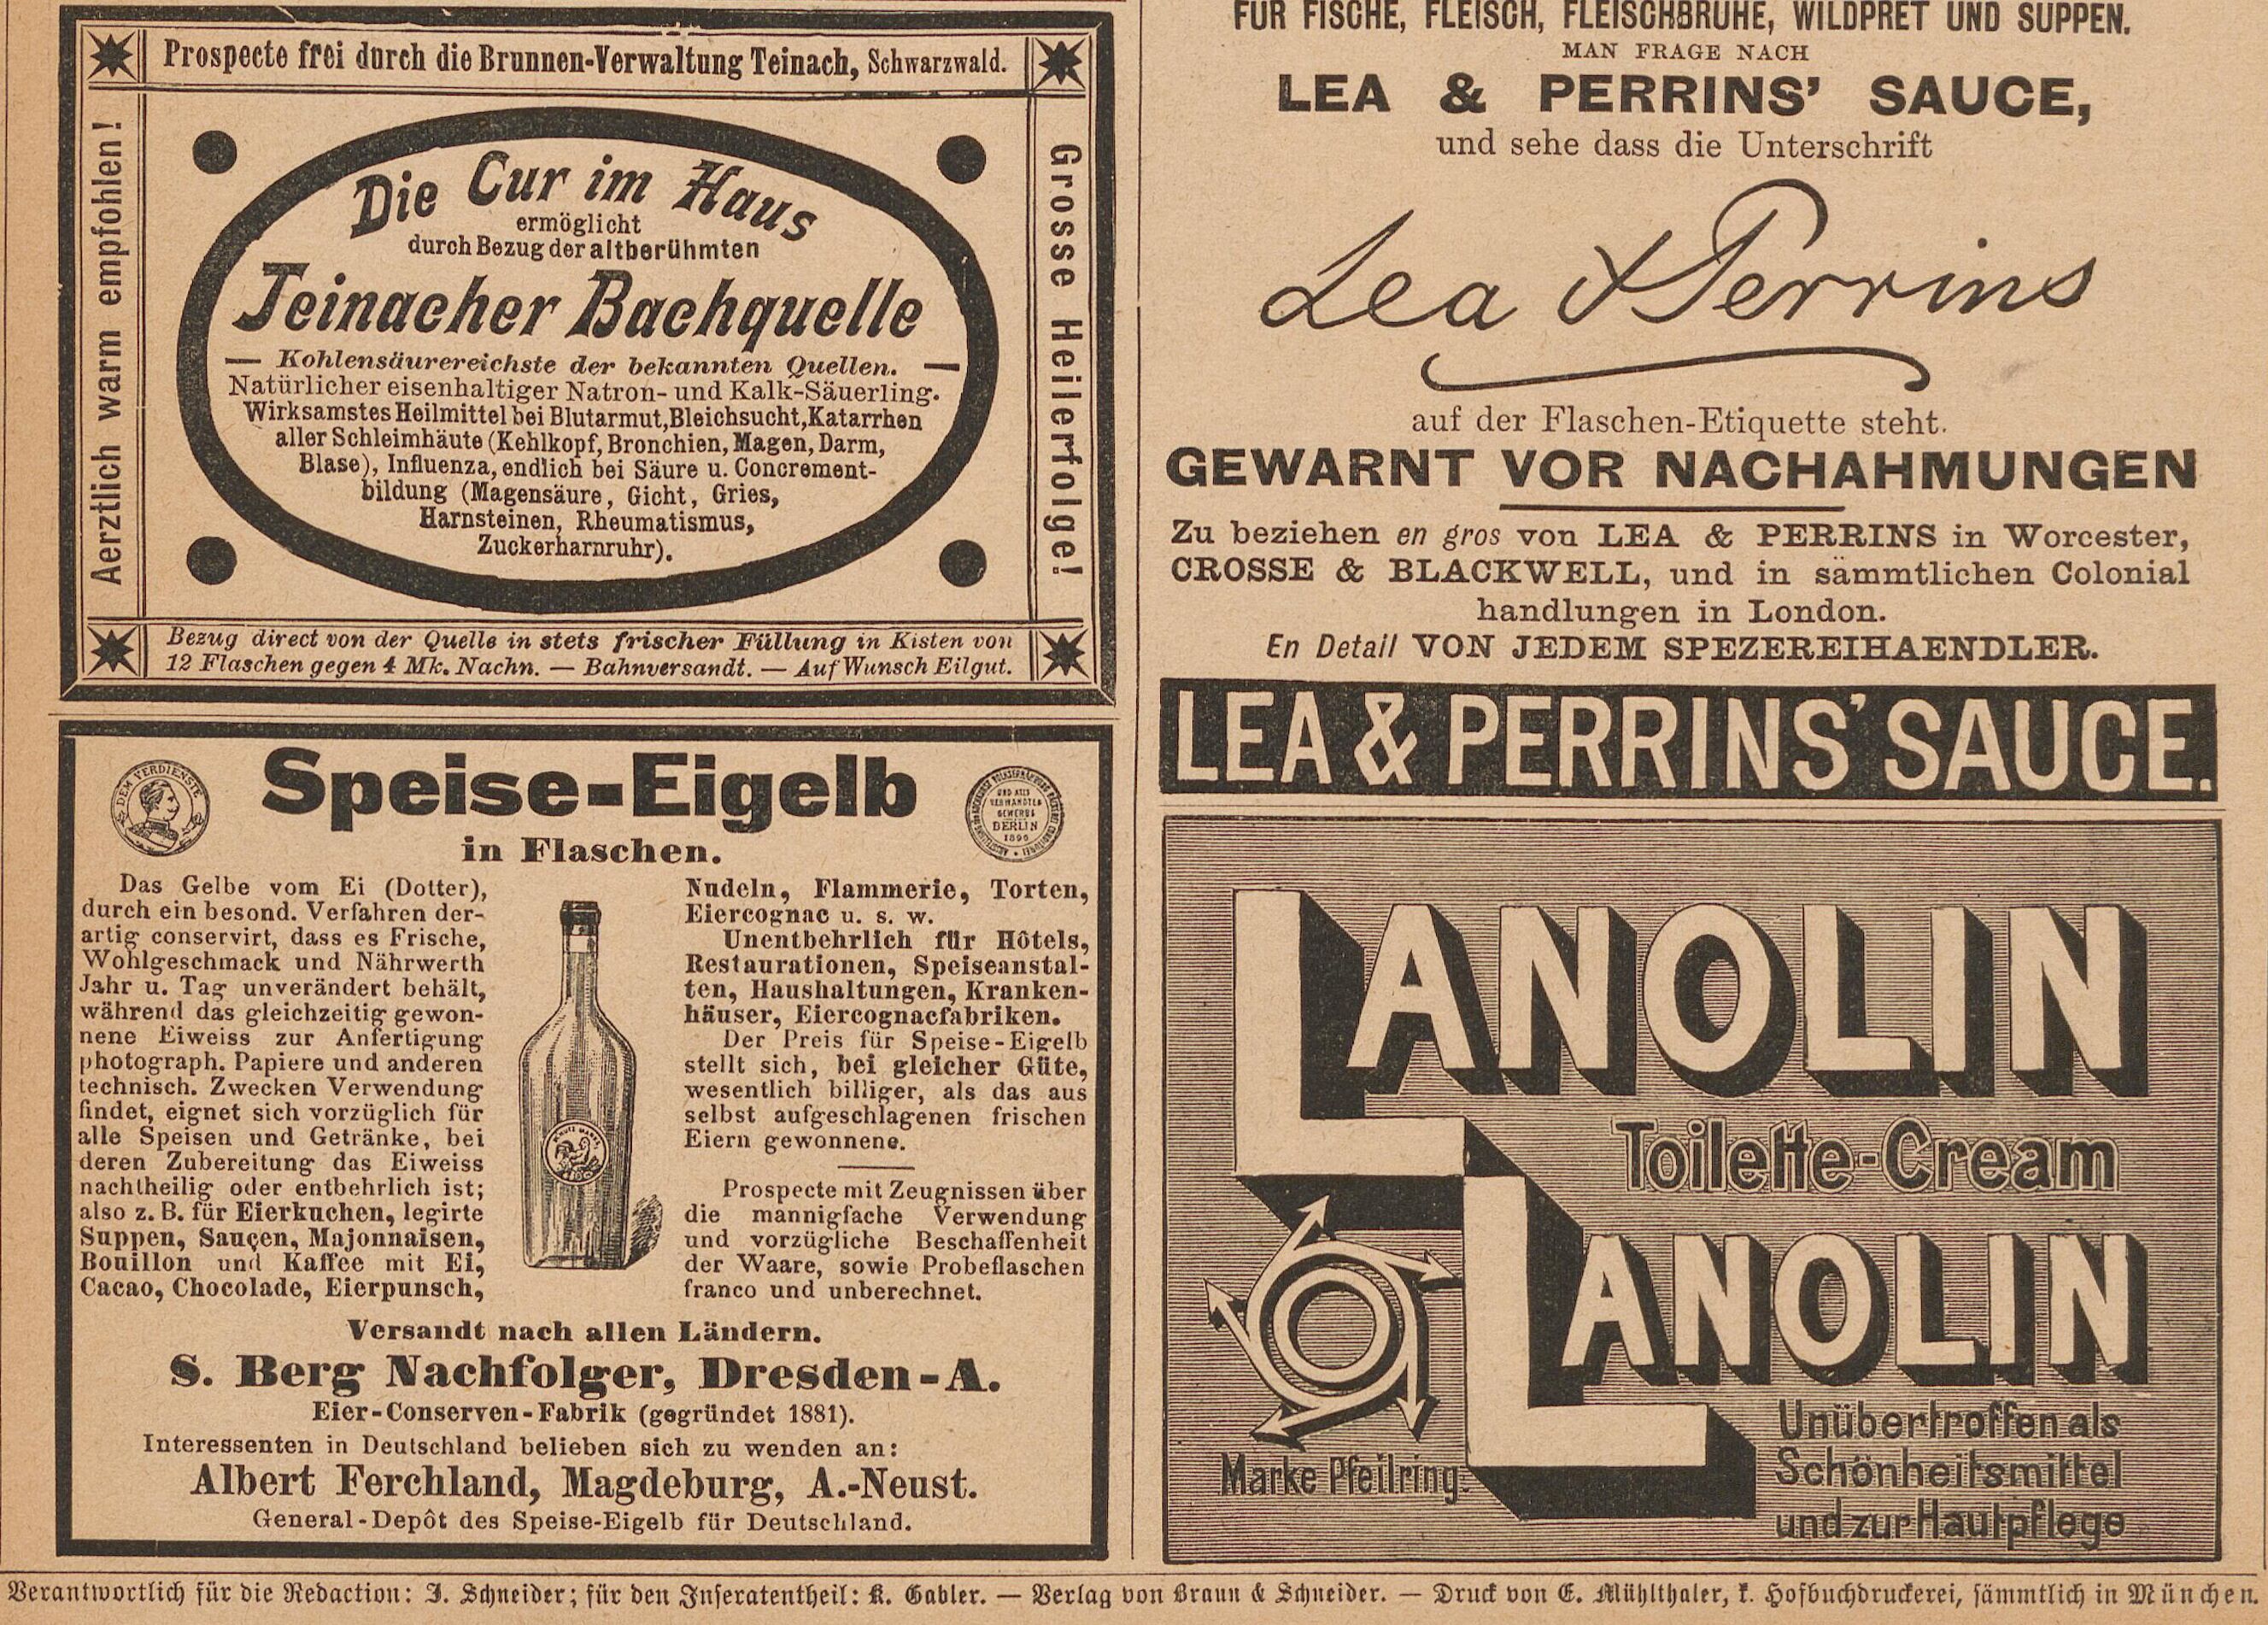 Prospecte frei durch die Brunnen-Verwaltung Teinach, Schwarzwald.
Aerztlich warm empfohlen!
Die Cur im Haus
ermöglicht
durch Bezug der altberühmten
Teinacher Bachquelle
— Kohlensäurereichste der bekannten Quellen. —
Natürlicher eisenhaltiger Natron- und Kalk-Säuerling.
Wirksamstes Heilmittel bei Blutarmut, Bleichsucht, Katarrhen
aller Schleimhäute (Kehlkopf, Bronchien, Magen, Darm,
Blase), Influenza, endlich bei Säure u. Concrement-
bildung (Magensäure, Gicht, Gries,
Harnsteinen, Rheumatismus,
Zuckerharnruhr).
Grosse Heilerfolge!
Bezug direct von der Quelle in stets frischer Füllung in Kisten von
12 Flaschen gegen 4 Mk. Nachn. — Bahnversandt. — Auf Wunsch Eilgut.
Speise-Eigelb
in Flaschen.
DEM VERDIENSTE
UND ALLE
VERWANDTEN
GEWERBE
BERLIN
1890
Das Gelbe vom Ei (Dotter),
durch ein besond. Verfahren der-
artig conservirt, dass es Frische,
Wohlgeschmack und Nährwerth
Jahr u. Tag unverändert behält,
während das gleichzeitig gewon-
nene Eiweiss zur Anfertigung
photograph. Papiere und anderen
technisch. Zwecken Verwendung
findet, eignet sich vorzüglich für
alle Speisen und Getränke, bei
deren Zubereitung das Eiweiss
nachtheilig oder entbehrlich ist;
also z. B. für Eierkuchen, legirte
Suppen, Sauçen, Majonnaisen,
Bouillon und Kaffee mit Ei,
Cacao, Chocolade, Eierpunsch,
Nudeln, Flammerie, Torten,
Eiercognac u. s. w.
Unentbehrlich für Hôtels,
Restaurationen, Speiseanstal-
ten, Haushaltungen, Kranken-
häuser, Eiercognacfabriken.
Der Preis für Speise-Eigelb
stellt sich, bei gleicher Güte,
wesentlich billiger, als das aus
selbst aufgeschlagenen frischen
Eiern gewonnene.
Prospecte mit Zeugnissen über
die mannigfache Verwendung
und vorzügliche Beschaffenheit
der Waare, sowie Probeflaschen
franco und unberechnet.
Versandt nach allen Ländern.
S. Berg Nachfolger, Dresden-A.
Eier-Conserven-Fabrik (gegründet 1881).
Interessenten in Deutschland belieben sich zu wenden an:
Albert Ferchland, Magdeburg, A.-Neust.
General-Depôt des Speise-Eigelb für Deutschland.
FÜR FISCHE, FLEISCH, FLEISCHBRÜHE, WILDPRET UND SUPPEN.
MAN FRAGE NACH
LEA & PERRINS' SAUCE,
und sehe dass die Unterschrift
Lea & Perrins
auf der Flaschen-Etiquette steht.
GEWARNT VOR NACHAHMUNGEN
Zu beziehen en gros von LEA & PERRINS in Worcester,
CROSSE & BLACKWELL, und in sämmtlichen Colonial
handlungen in London.
En Detail VON JEDEM SPEZEREIHAENDLER.
LEA & PERRINS' SAUCE.
LANOLIN
Toilette-Cream
LANOLIN
Marke Pfeilring.
Unübertroffen als
Schönheitsmittel
und zur Hautpflege
Verantwortlich für die Redaction: J. Schneider; für den Inseratentheil: K. Gabler. — Verlag von Braun & Schneider. — Druck von E. Mühlthaler, k. Hofbuchdruckerei, sämmtlich in München.